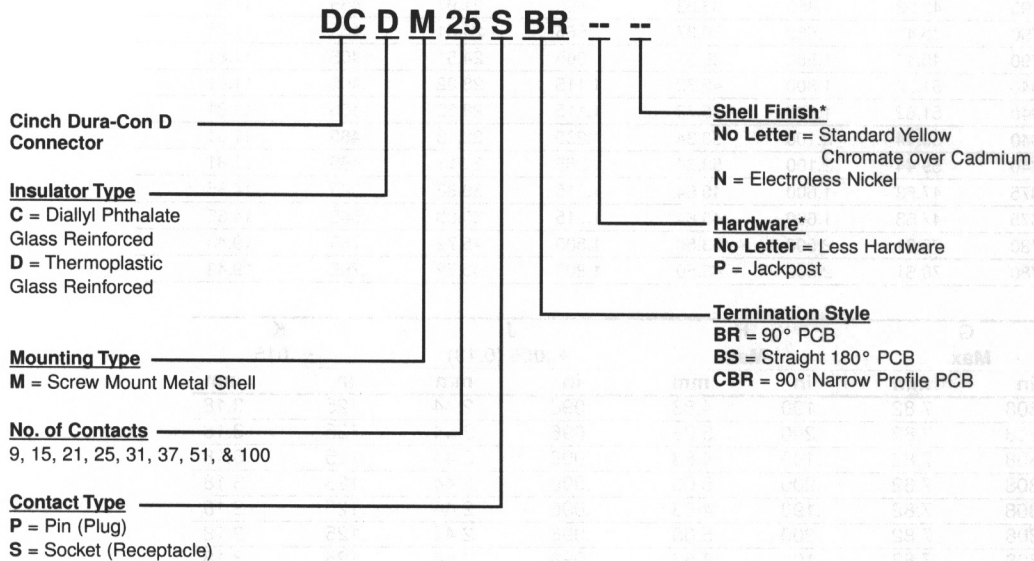 DC D M 25 S BR -- --
Cinch Dura-Con D
Connector
Insulator Type
C = Diallyl Phthalate
Glass Reinforced
D = Thermoplastic
Glass Reinforced
Mounting Type
M = Screw Mount Metal Shell
No. of Contacts
9, 15, 21, 25, 31, 37, 51, & 100
Contact Type
P = Pin (Plug)
S = Socket (Receptacle)
Shell Finish*
No Letter = Standard Yellow
Chromate over Cadmium
N = Electroless Nickel
Hardware*
No Letter = Less Hardware
P = Jackpost
Termination Style
BR = 90° PCB
BS = Straight 180° PCB
CBR = 90° Narrow Profile PCB